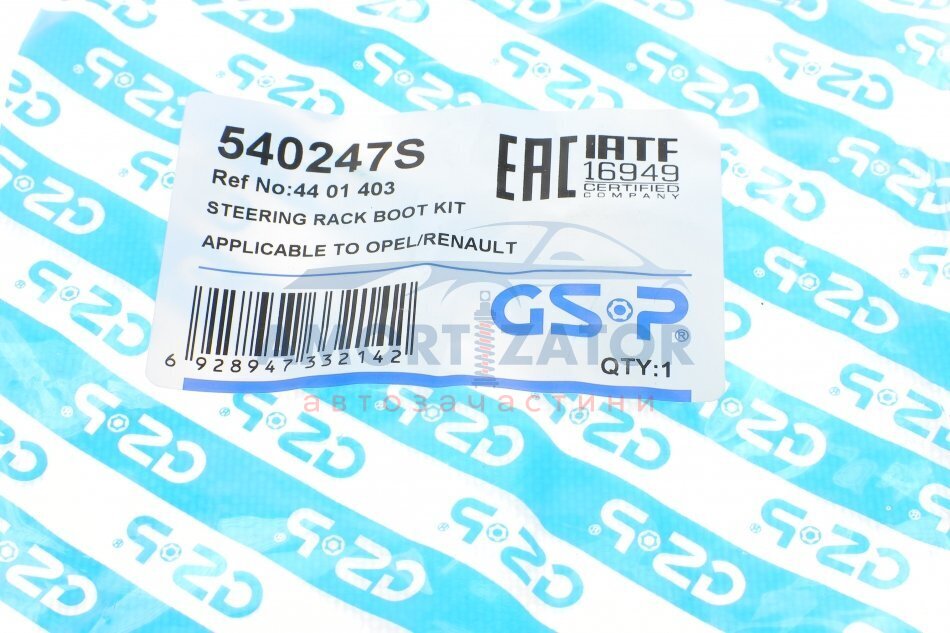 540247S
Ref No:44 01 403
STEERING RACK BOOT KIT
APPLICABLE TO OPEL/RENAULT
EAC
IATF
16949
CERTIFIED
COMPANY
GSP®
6 928947 332142
QTY:1
AMORTIZATOR
автозачастини